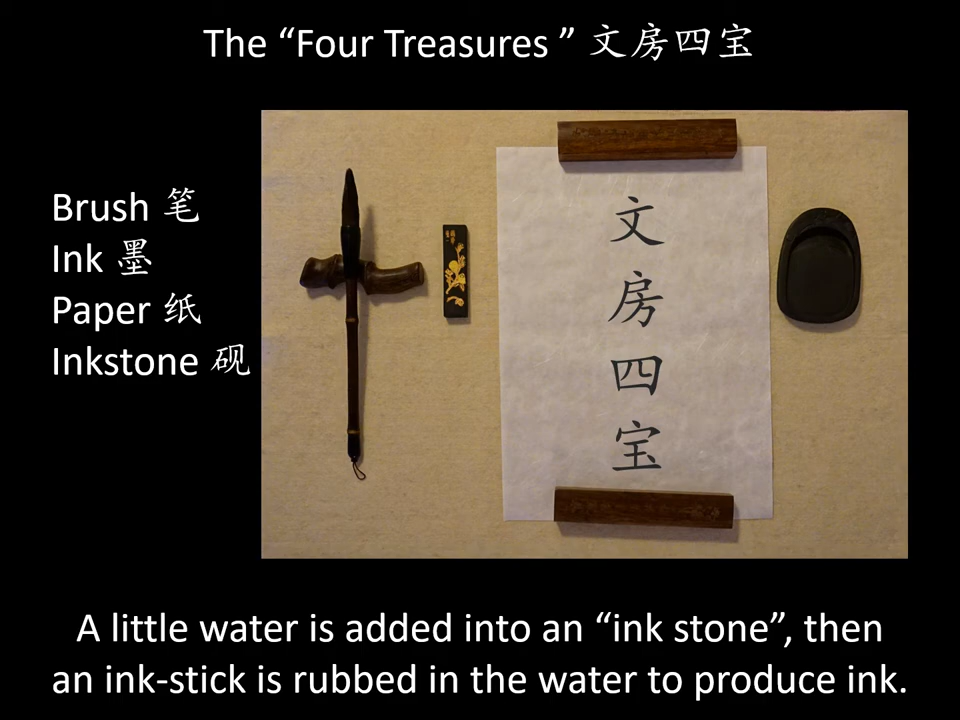 The “Four Treasures ” 文房四宝
Brush 笔
Ink 墨
Paper 纸
Inkstone 砚
文
房
四
宝
A little water is added into an “ink stone”, then
an ink-stick is rubbed in the water to produce ink.